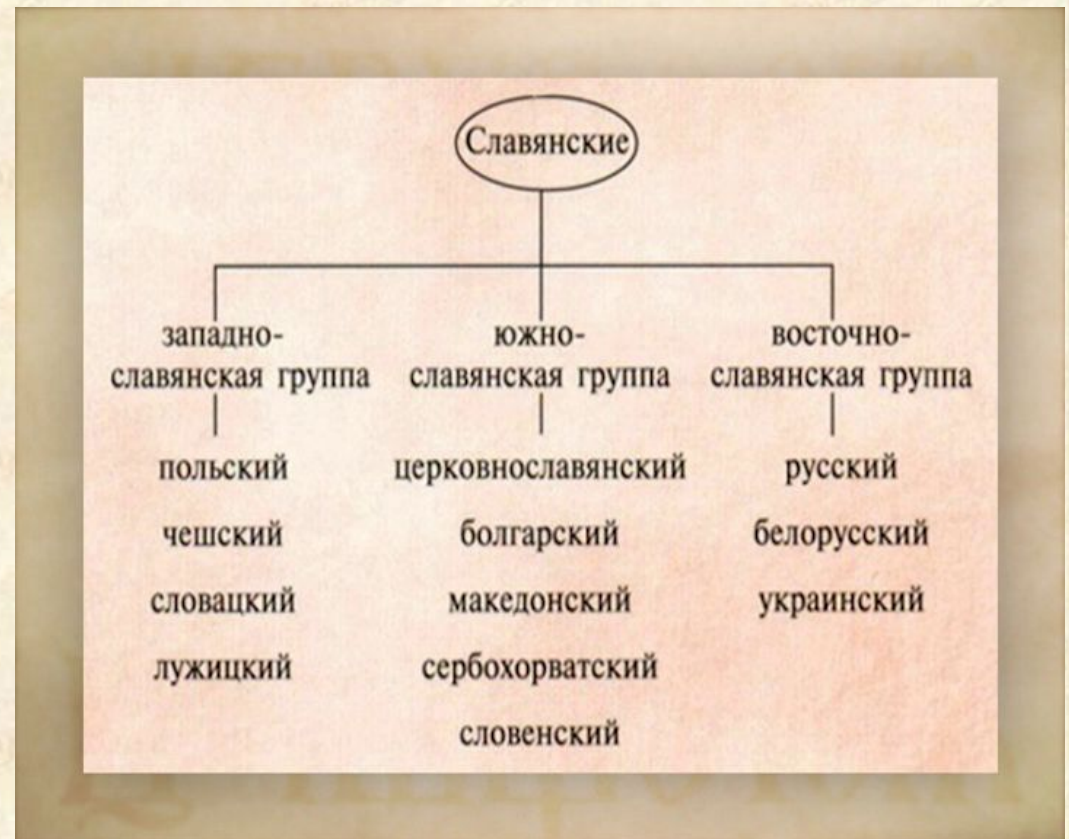 Славянские
западно-
славянская группа
южно-
славянская группа
восточно-
славянская группа
польский
чешский
словацкий
лужицкий
церковнославянский
болгарский
македонский
сербохорватский
словенский
русский
белорусский
украинский